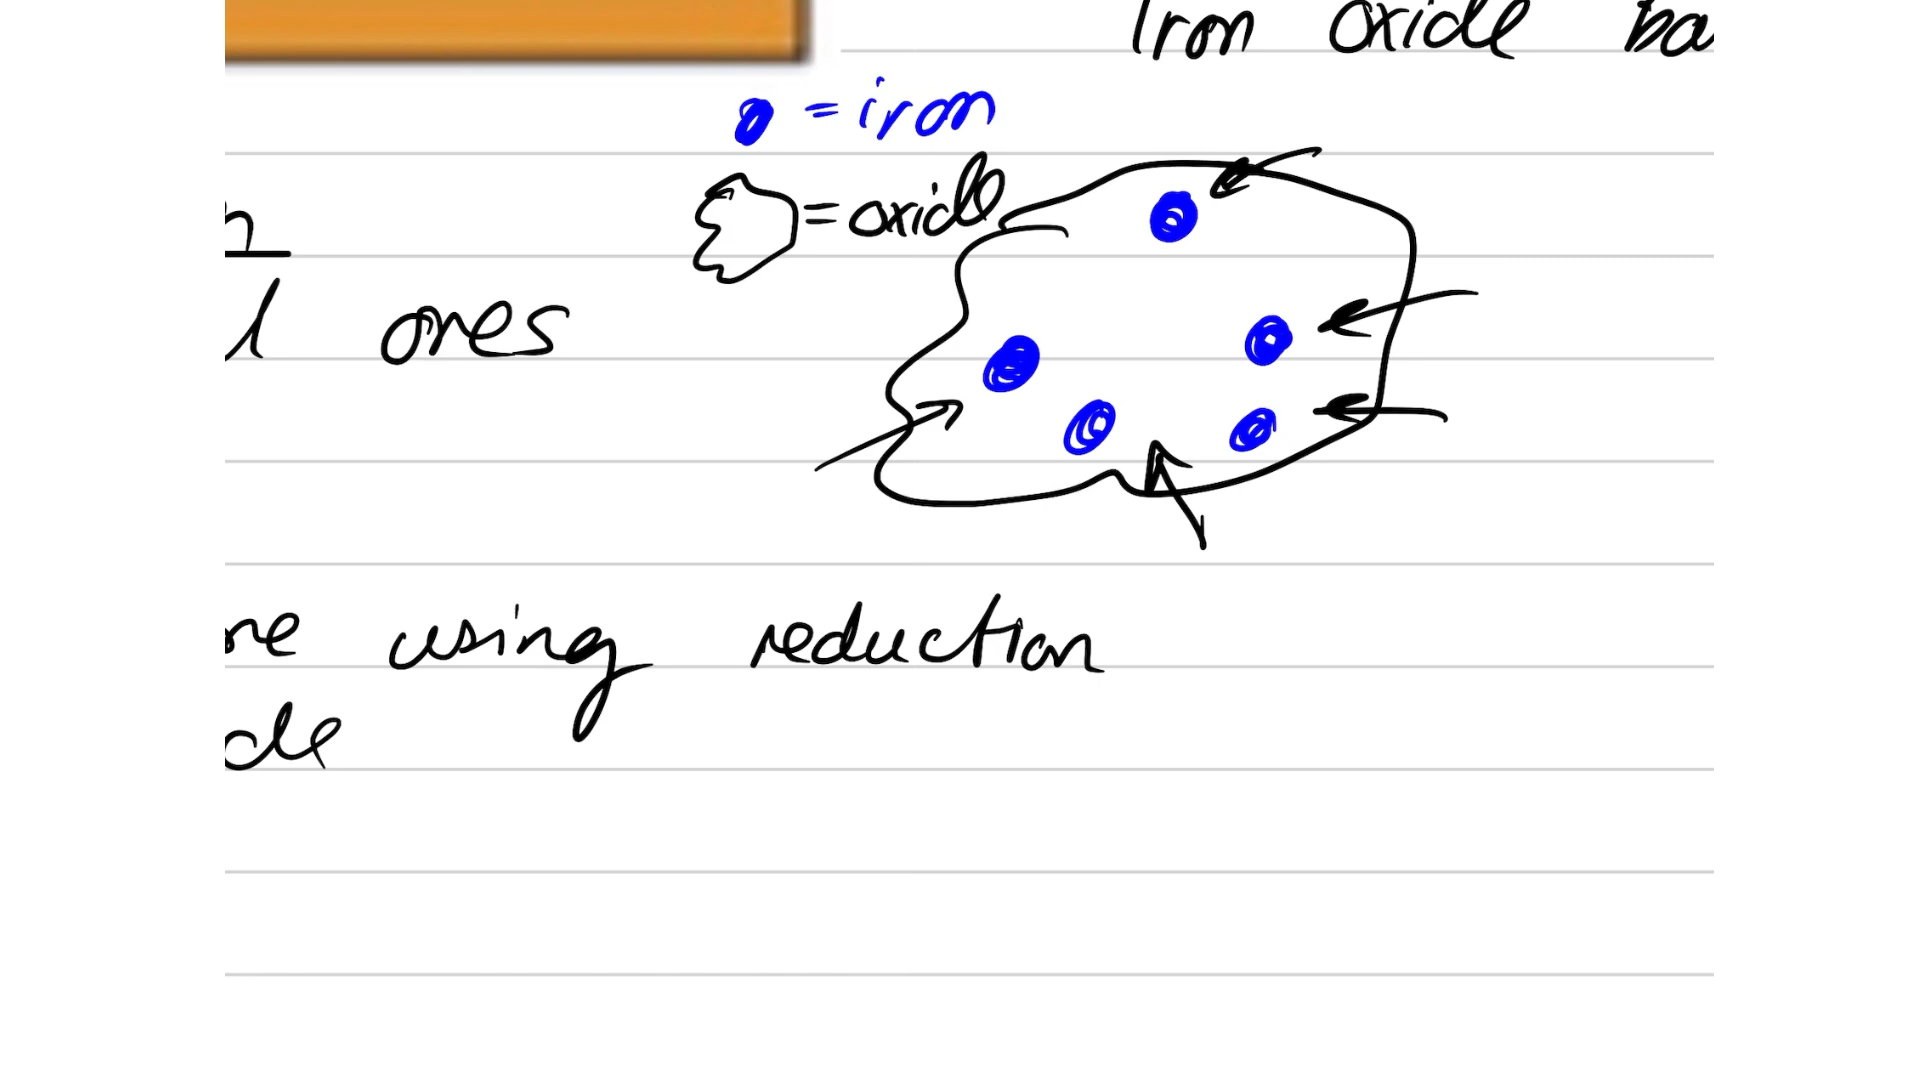 Iron oxide
= iron
= oxide
ores
using reduction